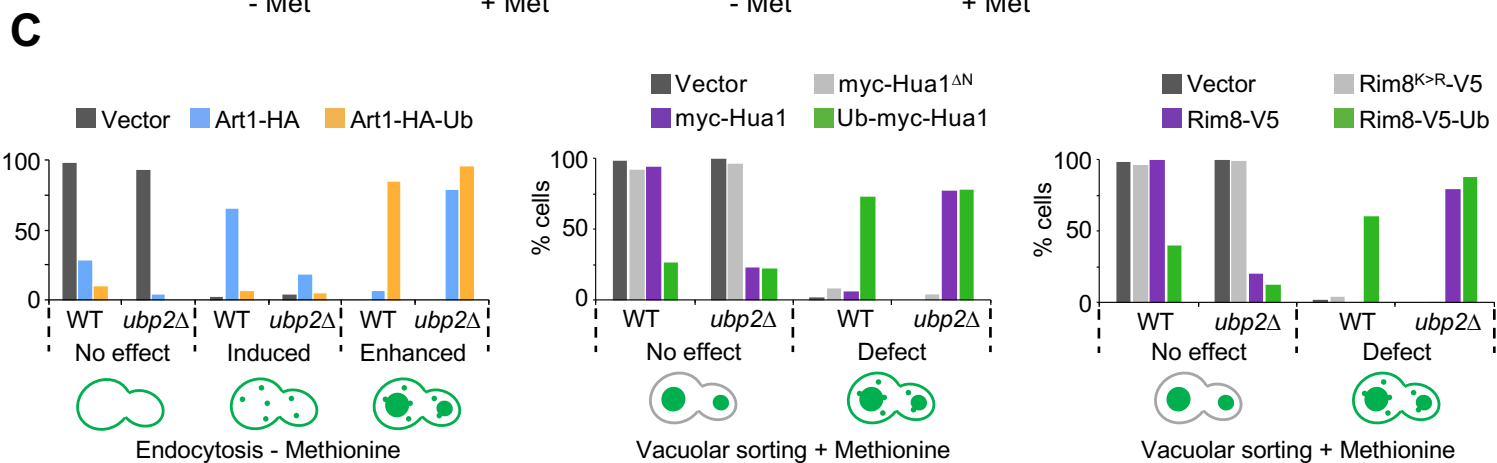 - Met + Met - Met + Met
C
Vector myc-Hua1ΔN
myc-Hua1 Ub-myc-Hua1
Vector Rim8K>R-V5
Rim8-V5 Rim8-V5-Ub
Vector Art1-HA Art1-HA-Ub
100
50
0
WT ubp2Δ WT ubp2Δ WT ubp2Δ
No effect Induced Enhanced
Endocytosis - Methionine
% cells
100
50
0
WT ubp2Δ WT ubp2Δ
No effect Defect
Vacuolar sorting + Methionine
% cells
100
50
0
WT ubp2Δ WT ubp2Δ
No effect Defect
Vacuolar sorting + Methionine